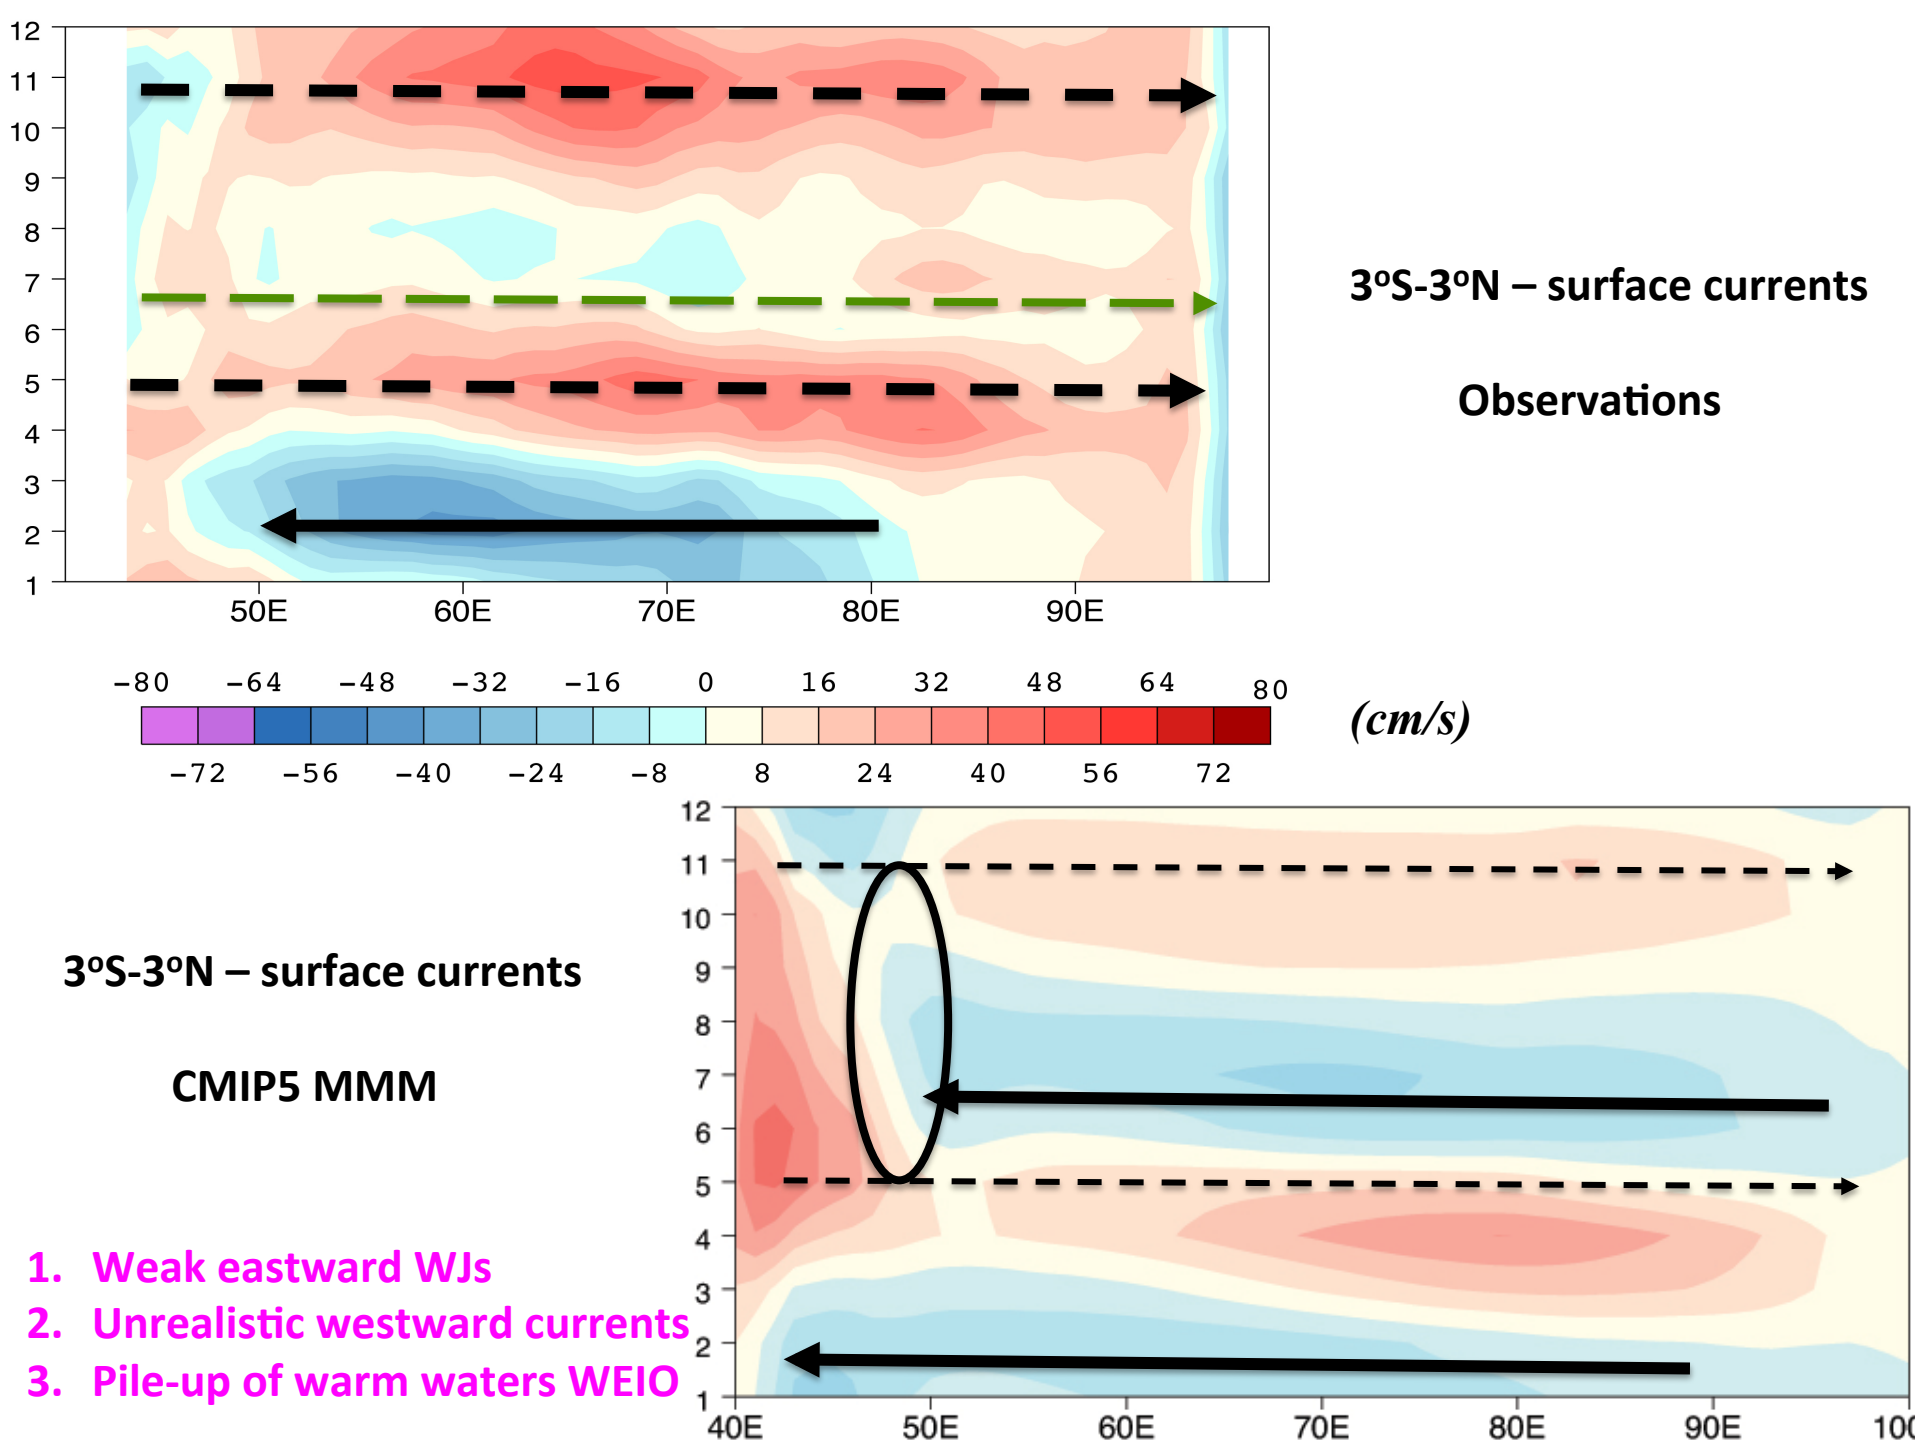 12
11
10
9
8
7
6
5
4
3
2
1
50E 60E 70E 80E 90E
3ºS-3ºN – surface currents
Observations
−80 −64 −48 −32 −16 0 16 32 48 64 80
−72 −56 −40 −24 −8 8 24 40 56 72
(cm/s)
3ºS-3ºN – surface currents
CMIP5 MMM
1. Weak eastward WJs
2. Unrealistic westward currents
3. Pile-up of warm waters WEIO
12
11
10
9
8
7
6
5
4
3
2
1
40E 50E 60E 70E 80E 90E 100